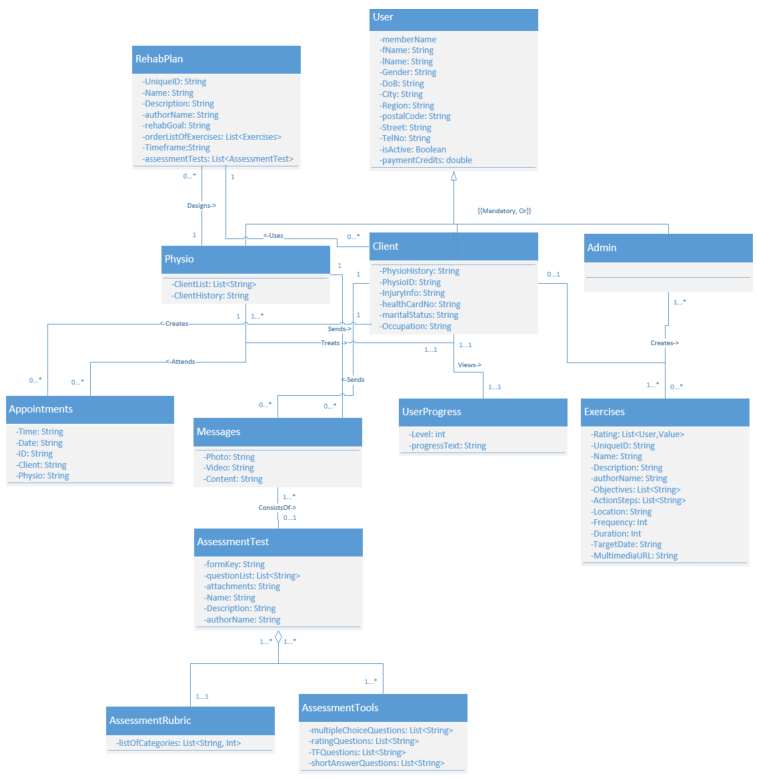 User
-memberName
-fName: String
-lName: String
-Gender: String
-DoB: String
-City: String
-Region: String
-postalCode: String
-Street: String
-TelNo: String
-isActive: Boolean
-paymentCredits: double
RehabPlan
-UniqueID: String
-Name: String
-Description: String
-authorName: String
-rehabGoal: String
-orderListOfExercises: List<Exercises>
-Timeframe:String
-assessmentTests: List<AssessmentTest>
0...*
1
Designs->
1
<-Uses
0...*
{{Mandatory, Or}}
Physio
-ClientList: List<String>
-ClientHistory: String
Client
-PhysioHistory: String
-PhysioID: String
-InjuryInfo: String
-healthCardNo: String
-maritalStatus: String
-Occupation: String
Admin
1
1
0...1
1...*
1
1...*
1
<-Creates
Sends->
Treats ->
1...1
1...1
Creates->
<-Attends
Views->
<-Sends
0...*
0...*
0...*
0...*
1...1
1...*
0...*
Appointments
-Time: String
-Date: String
-ID: String
-Client: String
-Physio: String
Messages
-Photo: String
-Video: String
-Content: String
UserProgress
-Level: int
-progressText: String
Exercises
-Rating: List<User,Value>
-UniqueID: String
-Name: String
-Description: String
-authorName: String
-Objectives: List<String>
-ActionSteps: List<String>
-Location: String
-Frequency: Int
-Duration: Int
-TargetDate: String
-MultimediaURL: String
1...*
ConsistsOf->
0...1
AssessmentTest
-formKey: String
-questionList: List<String>
-attachments: String
-Name: String
-Description: String
-authorName: String
1...*
1...*
1...1
1...*
AssessmentRubric
-listOfCategories: List<String, Int>
AssessmentTools
-multipleChoiceQuestions: List<String>
-ratingQuestions: List<String>
-TFQuestions: List<String>
-shortAnswerQuestions: List<String>